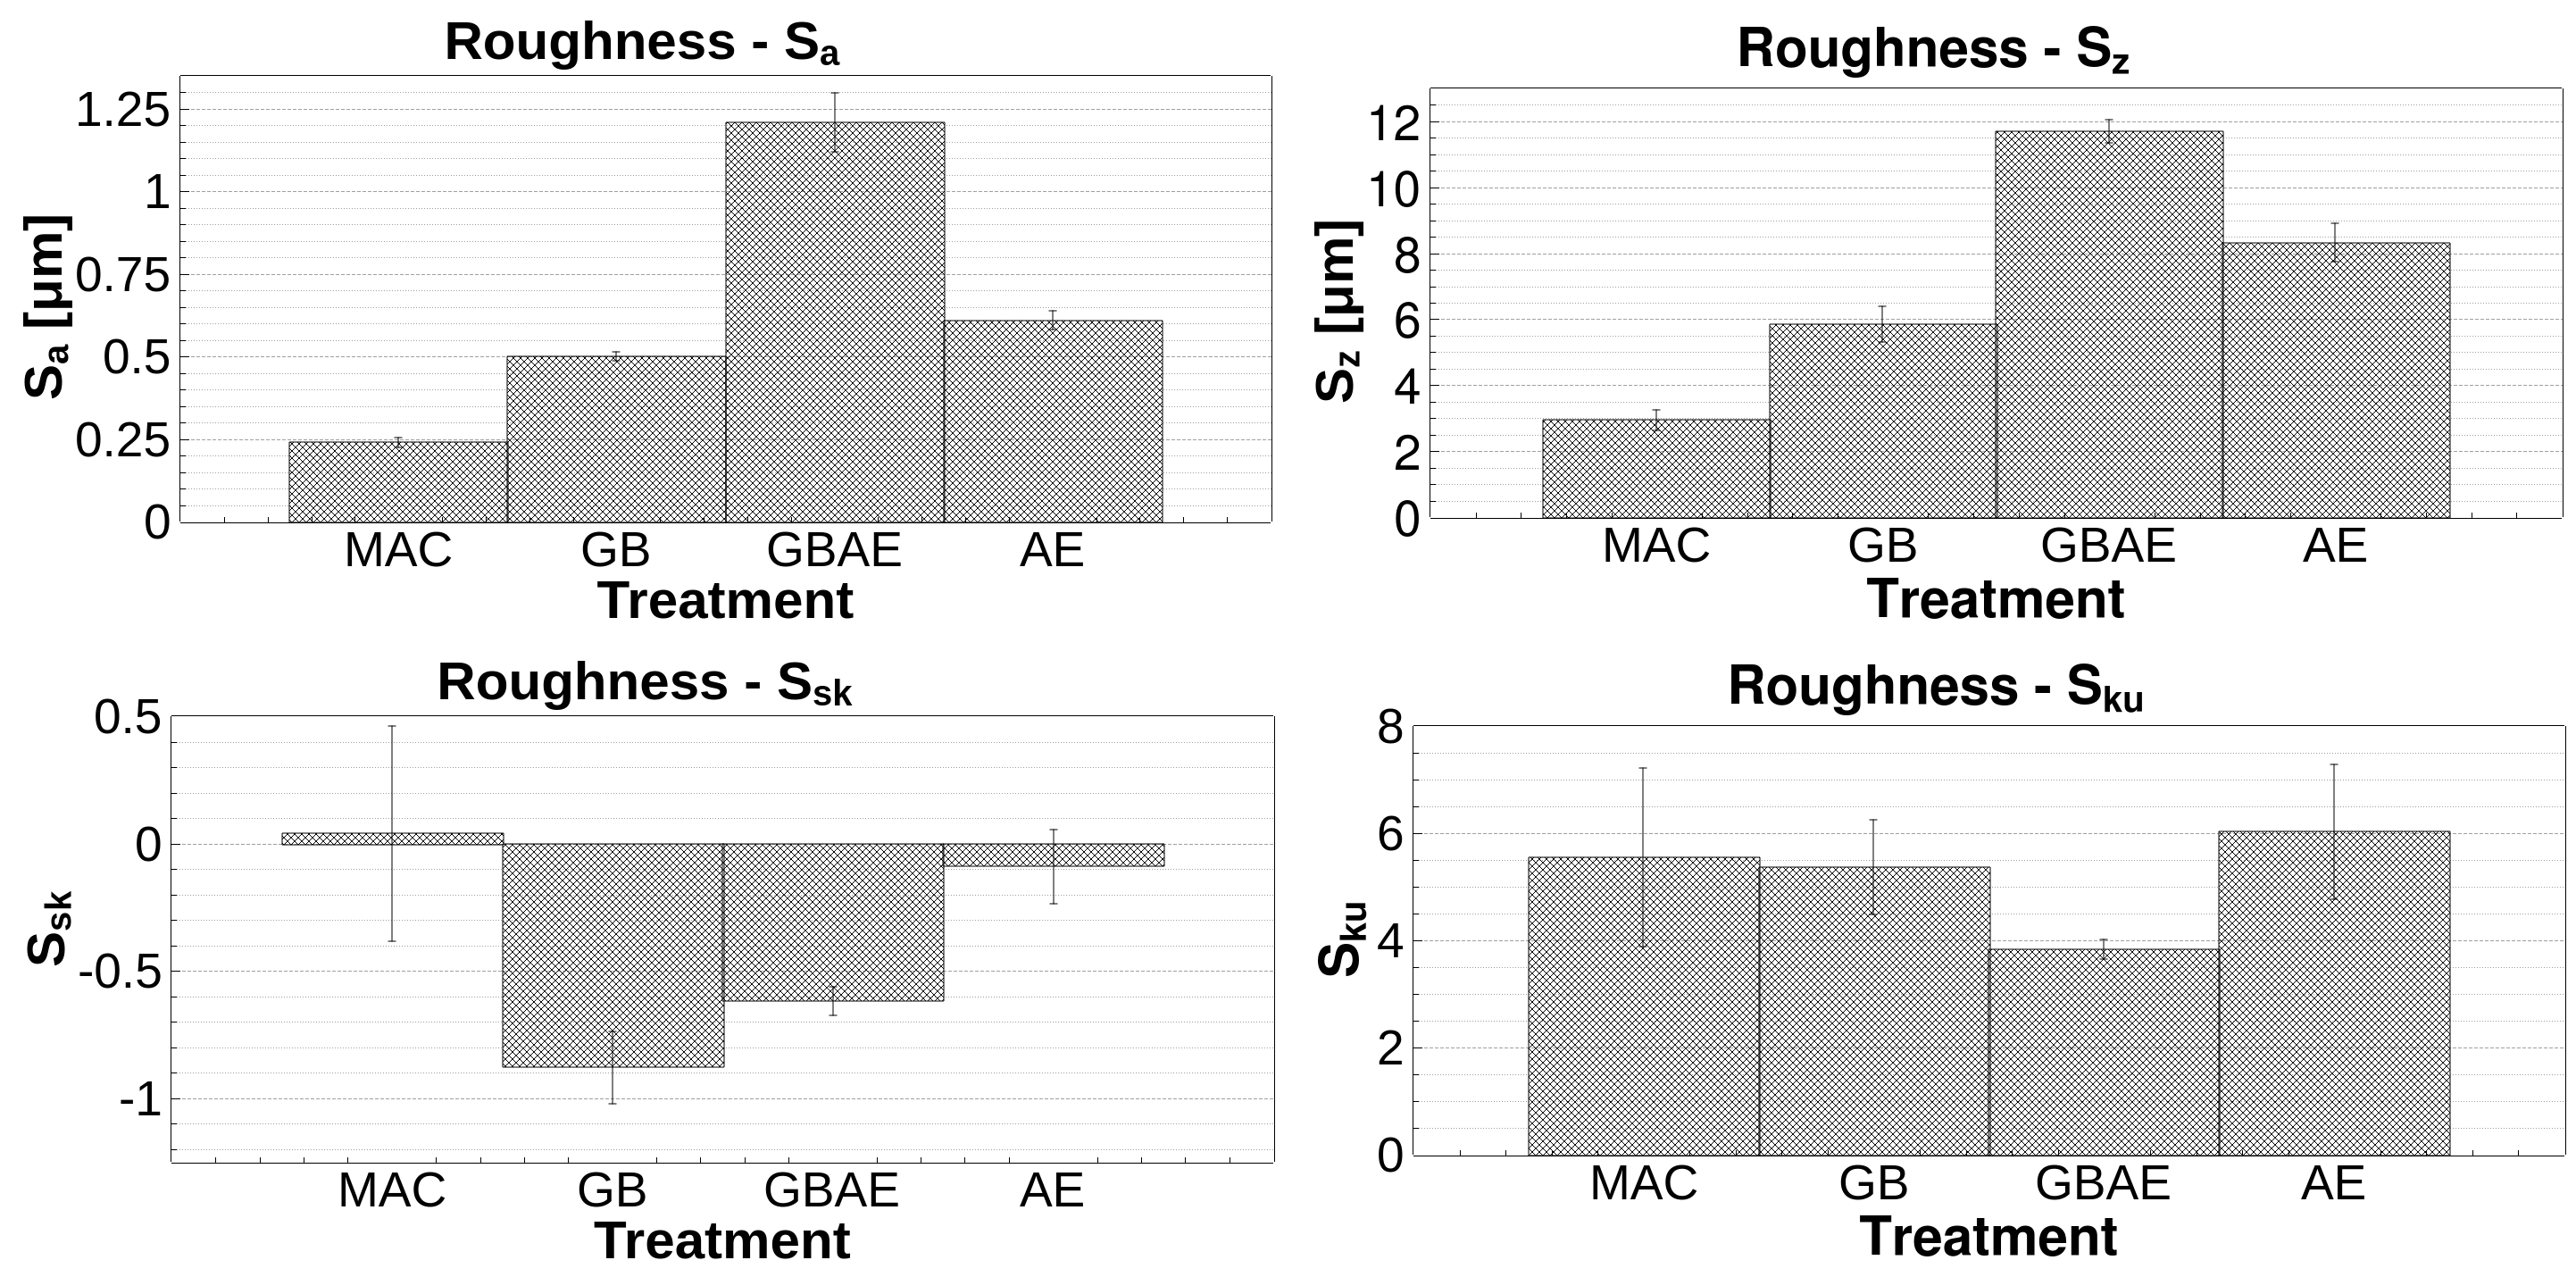 Roughness - Sa
Sa [µm]
1.25
1
0.75
0.5
0.25
0
MAC GB GBAE AE
Treatment
Roughness - Sz
Sz [µm]
12
10
8
6
4
2
0
MAC GB GBAE AE
Treatment
Roughness - Ssk
Ssk
0.5
0
-0.5
-1
MAC GB GBAE AE
Treatment
Roughness - Sku
Sku
8
6
4
2
0
MAC GB GBAE AE
Treatment